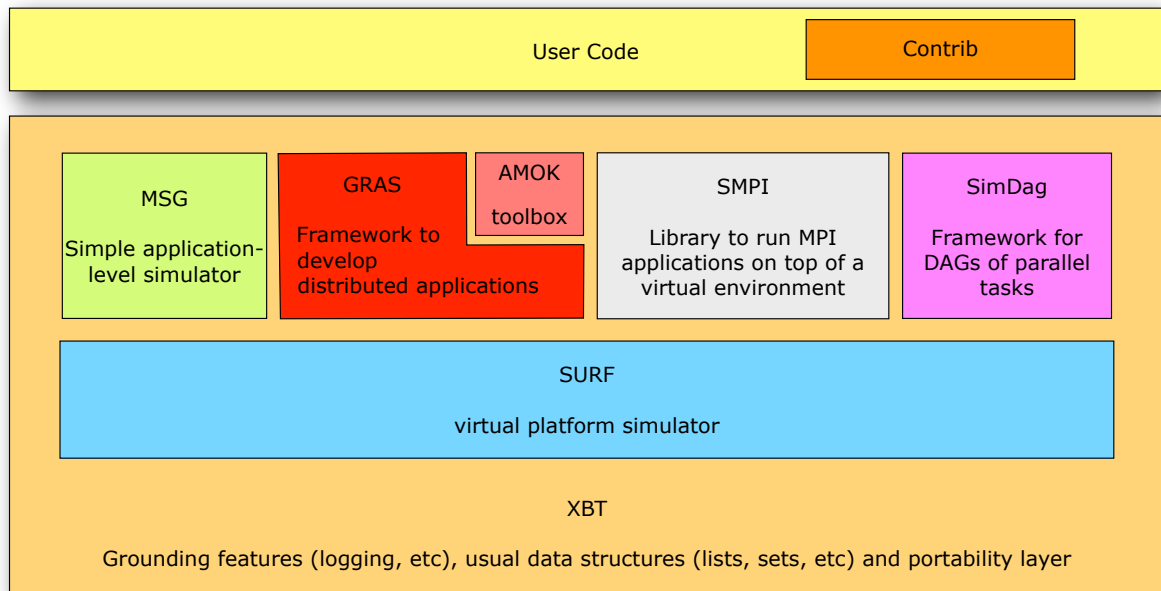 User Code
Contrib
MSG
Simple application-
level simulator
GRAS
Framework to
develop
distributed applications
AMOK
toolbox
SMPI
Library to run MPI
applications on top of a
virtual environment
SimDag
Framework for
DAGs of parallel
tasks
SURF
virtual platform simulator
XBT
Grounding features (logging, etc), usual data structures (lists, sets, etc) and portability layer